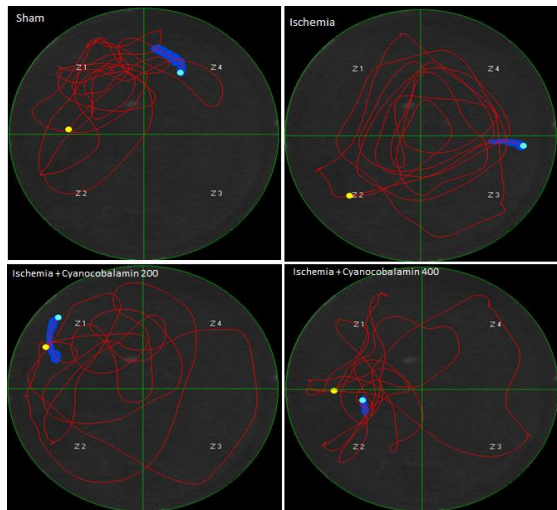 Sham
Z1
Z4
Z2
Z3
Ischemia
Z1
Z4
Z2
Z3
Ischemia+Cyanocobalamin 200
Z1
Z4
Z2
Z3
Ischemia+Cyanocobalamin 400
Z1
Z4
Z2
Z3